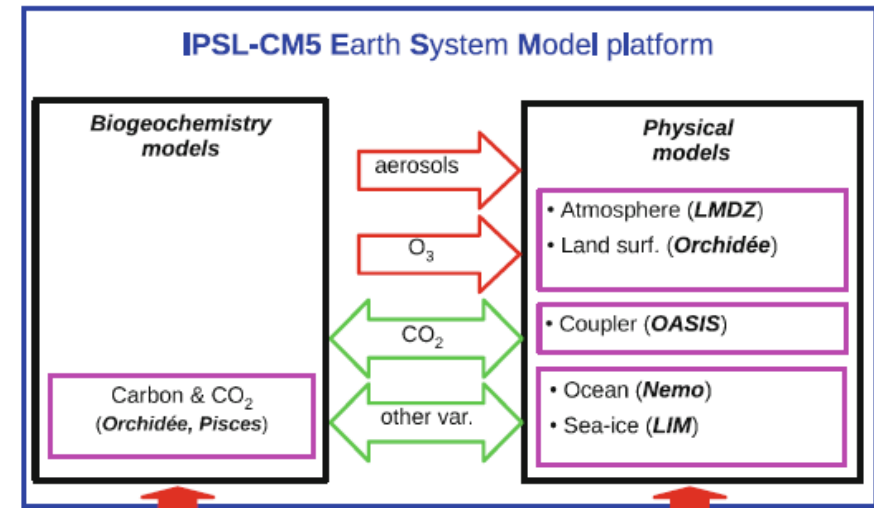 IPSL-CM5 Earth System Model platform
Biogeochemistry
models
Carbon & CO₂
(Orchidée, Pisces)
aerosols
O₃
CO₂
other var.
Physical
models
• Atmosphere (LMDZ)
• Land surf. (Orchidée)
• Coupler (OASIS)
• Ocean (Nemo)
• Sea-ice (LIM)